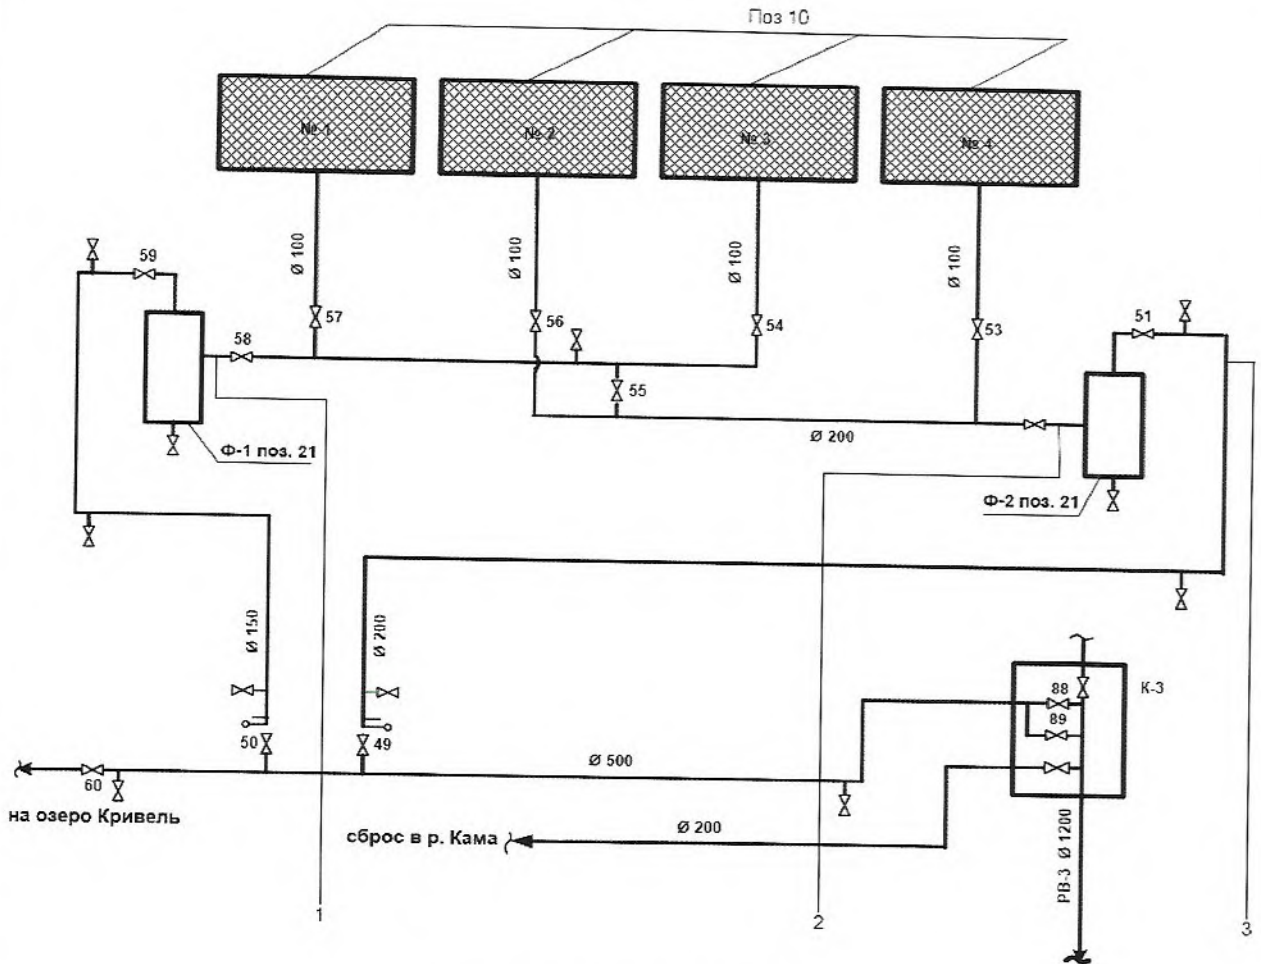 Поз 10
№ 1
№ 2
№ 3
№ 4
Ø 100
Ø 100
Ø 100
Ø 100
59
57
56
54
53
51
58
55
Ø 200
Ф-1 поз. 21
Ф-2 поз. 21
Ø 150
Ø 200
88
К-3
89
50
49
Ø 500
60
на озеро Кривель
сброс в р. Кама
Ø 200
РВ-3 Ø 1200
1
2
3